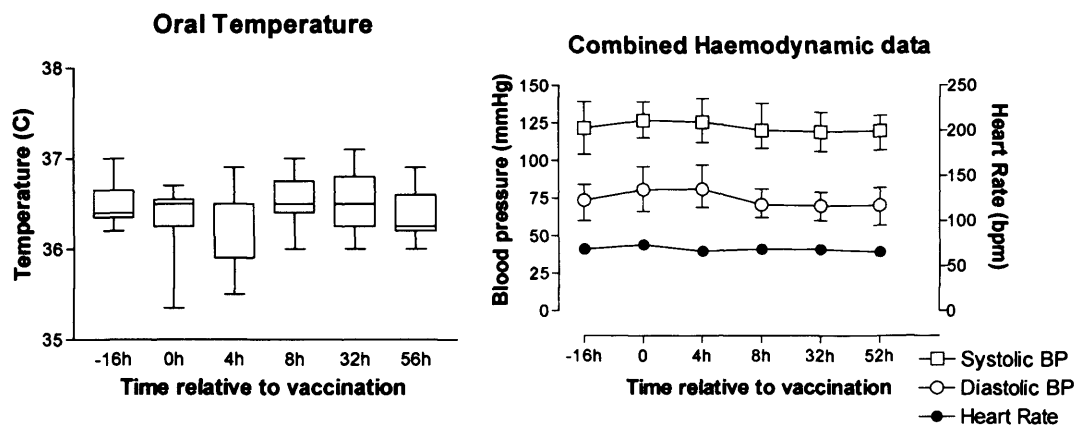 Oral Temperature
38
37
36
35
Temperature (C)
-16h 0h 4h 8h 32h 56h
Time relative to vaccination
Combined Haemodynamic data
150
125
100
75
50
25
0
Blood pressure (mmHg)
250
200
150
100
50
0
Heart Rate (bpm)
-16h 0 4h 8h 32h 52h
Time relative to vaccination
Systolic BP
Diastolic BP
Heart Rate